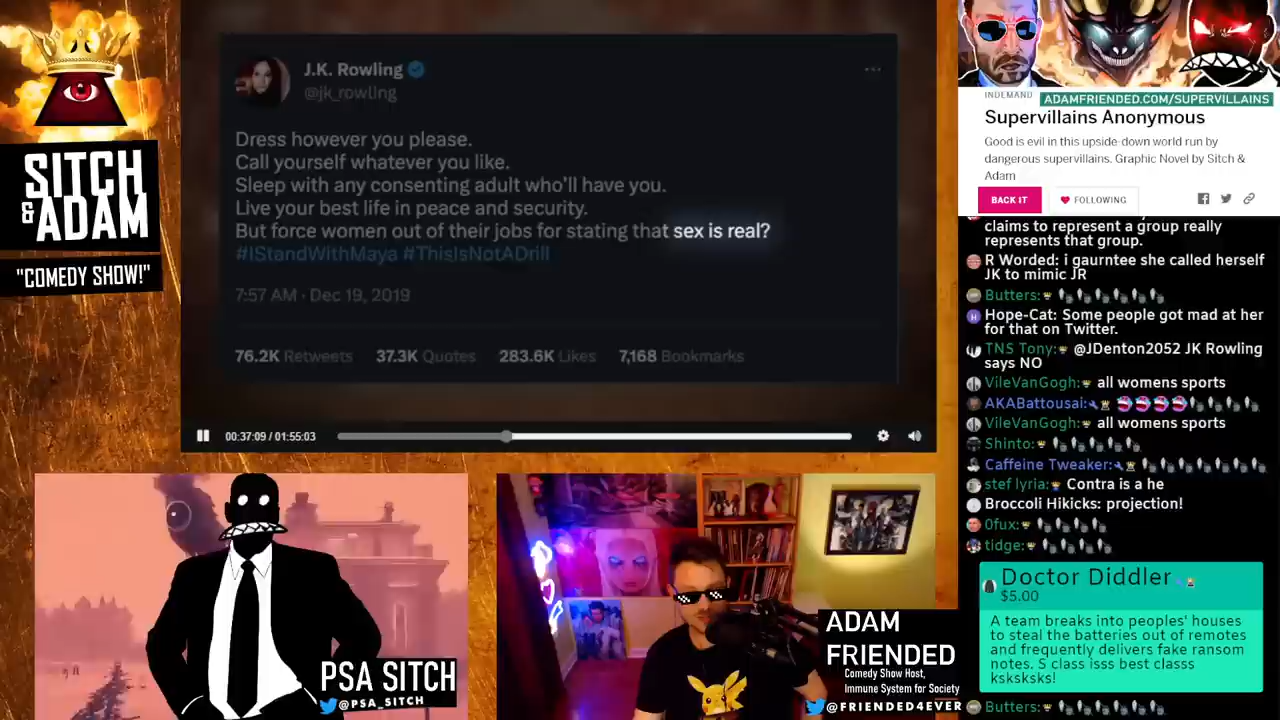 SITCH
& ADAM
"COMEDY SHOW!"
J.K. Rowling
@jk_rowling
Dress however you please.
Call yourself whatever you like.
Sleep with any consenting adult who'll have you.
Live your best life in peace and security.
But force women out of their jobs for stating that sex is real?
#IStandWithMaya #ThisIsNotADrill
7:57 AM · Dec 19, 2019
76.2K Retweets 37.3K Quotes 283.6K Likes 7,168 Bookmarks
00:37:09 / 01:55:03
PSA SITCH
@PSA_SITCH
ADAM
FRIENDED
Comedy Show Host,
Immune System for Society
@FRIENDED4EVER
INDEMAND
ADAMFRIENDED.COM/SUPERVILLAINS
Supervillains Anonymous
Good is evil in this upside-down world run by
dangerous supervillains. Graphic Novel by Sitch &
Adam
BACK IT
FOLLOWING
claims to represent a group really
represents that group.
R Worded: i gaurntee she called herself
JK to mimic JR
Butters:
Hope-Cat: Some people got mad at her
for that on Twitter.
TNS Tony: @JDenton2052 JK Rowling
says NO
VileVanGogh: all womens sports
AKABattousai:
VileVanGogh: all womens sports
Shinto:
Caffeine Tweaker:
stef lyria: Contra is a he
Broccoli Hikicks: projection!
0fux:
tidge:
Doctor Diddler
$5.00
A team breaks into peoples' houses
to steal the batteries out of remotes
and frequently delivers fake ransom
notes. S class isss best classs
ksksksks!
Butters: